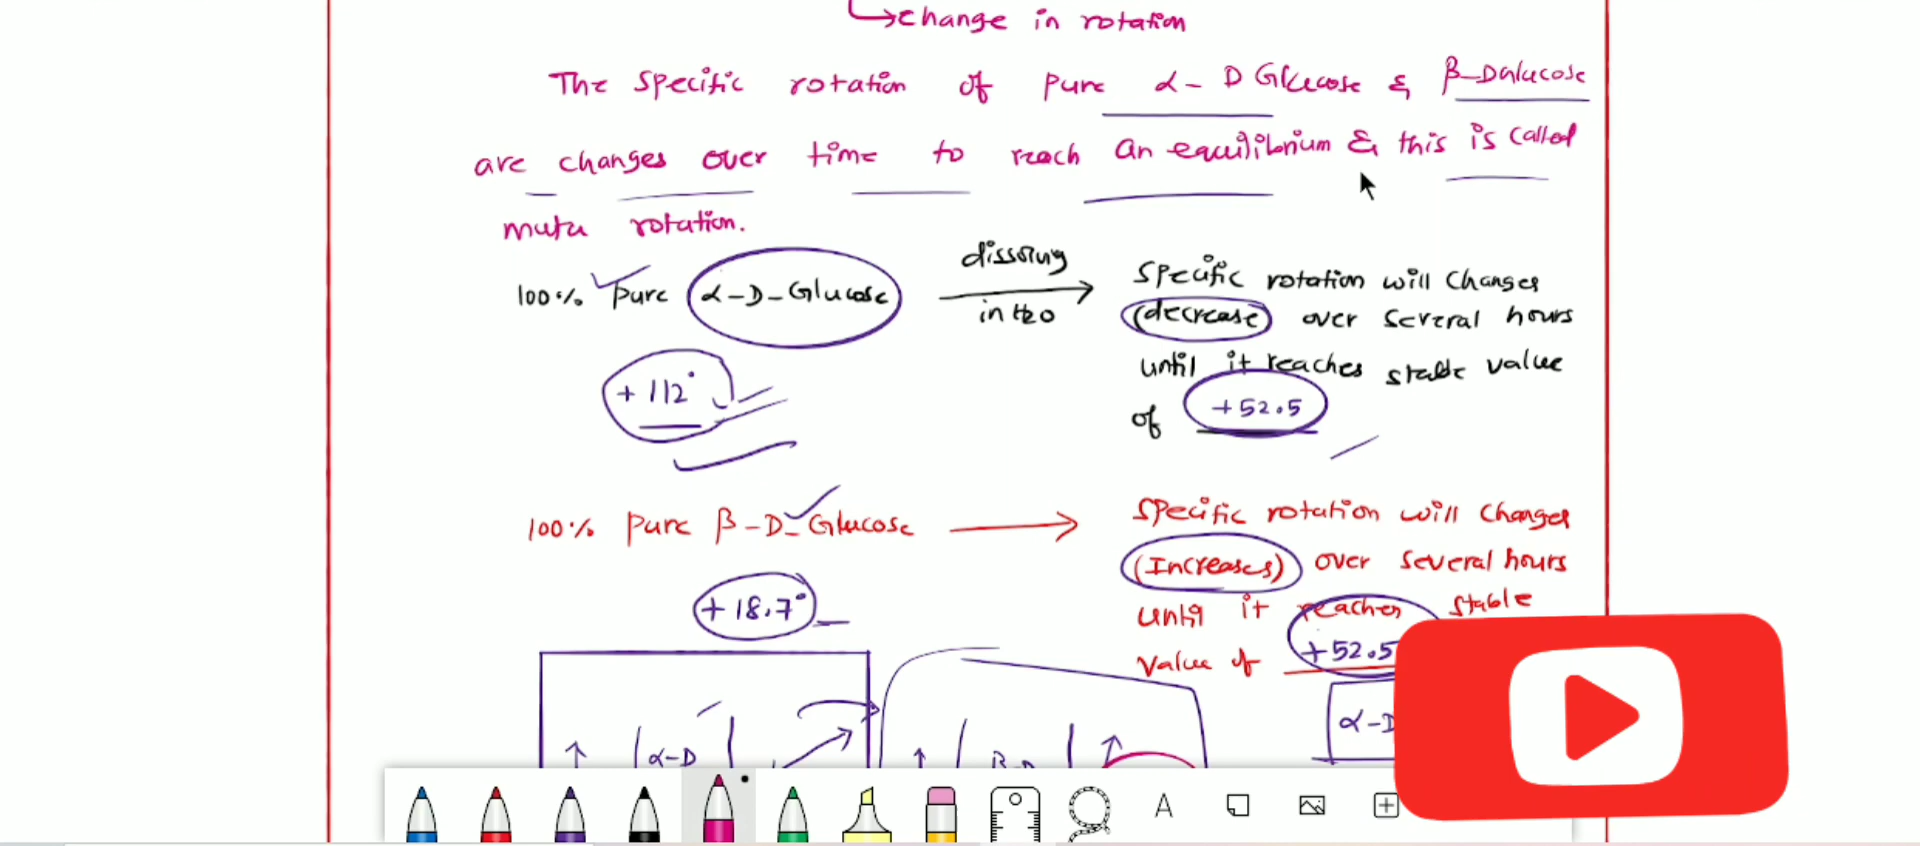 change in rotation
The specific rotation of pure α- D Glucose & β-DGlucose
are changes over time to reach an equilibrium & this is called
muta rotation.
100% pure α-D-Glucose
dissolving
in H2O
Specific rotation will changes
(decrease) over several hours
until it reaches stable value
of +52.5
+112°
100% pure β-D-Glucose
Specific rotation will changes
(Increases) over several hours
until it reaches stable
value of +52.5
+18.7°
α-D
β-D
α-D
A